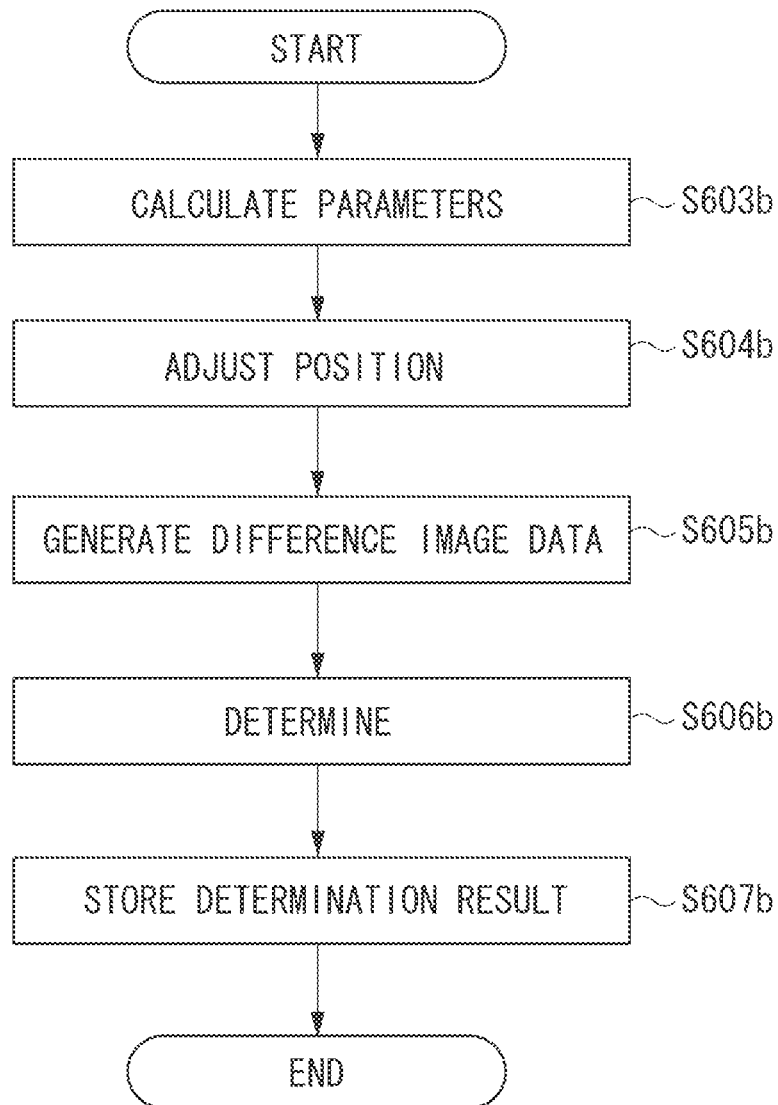 START
CALCULATE PARAMETERS
S603b
ADJUST POSITION
S604b
GENERATE DIFFERENCE IMAGE DATA
S605b
DETERMINE
S606b
STORE DETERMINATION RESULT
S607b
END